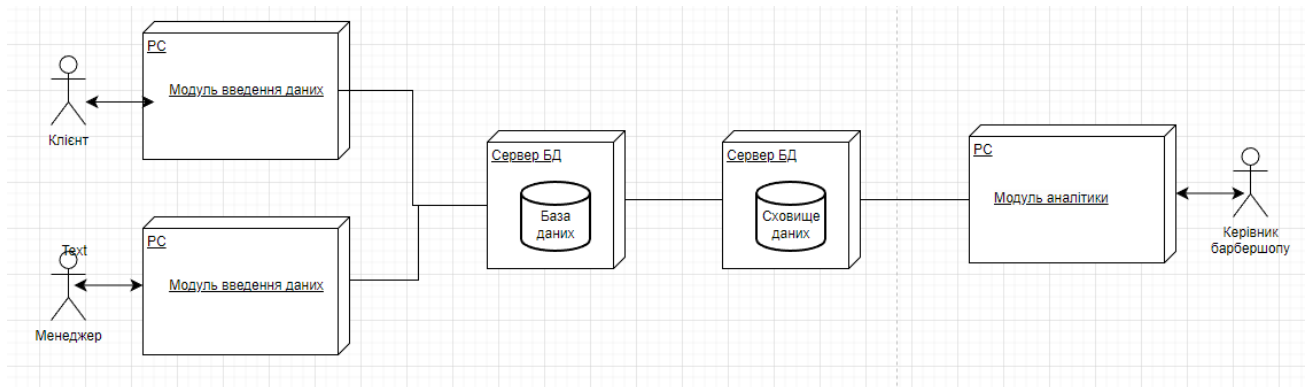 PC
Модуль введення даних
Клієнт
PC
Text
Модуль введення даних
Менеджер
Сервер БД
База
даних
Сервер БД
Сховище
даних
PC
Модуль аналітики
Керівник
барбершопу